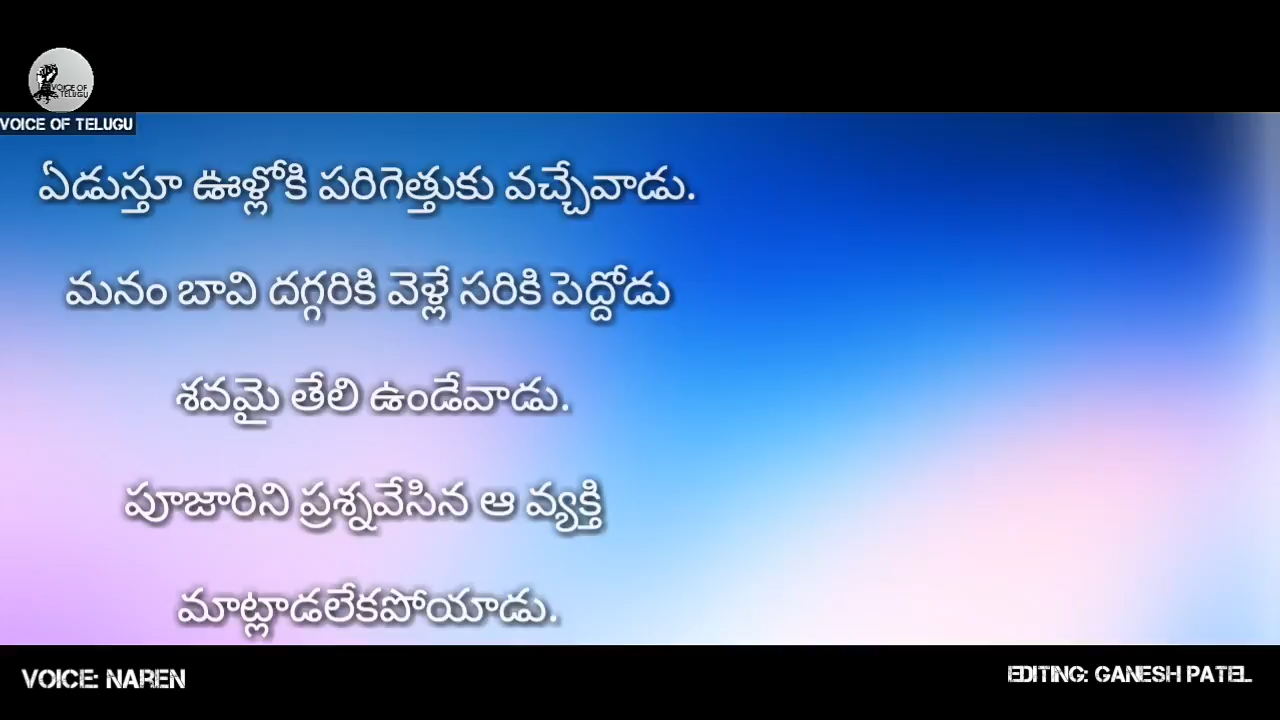 VOICE OF
TELUGU
VOICE OF TELUGU
ఏడుస్తూ ఊళ్లోకి పరిగెత్తుకు వచ్చేవాడు.
మనం బావి దగ్గరికి వెళ్లే సరికి పెద్దోడు
శవమై తేలి ఉండేవాడు.
పూజారిని ప్రశ్నవేసిన ఆ వ్యక్తి
మాట్లాడలేకపోయాడు.
VOICE: NAREN
EDITING: GANESH PATEL